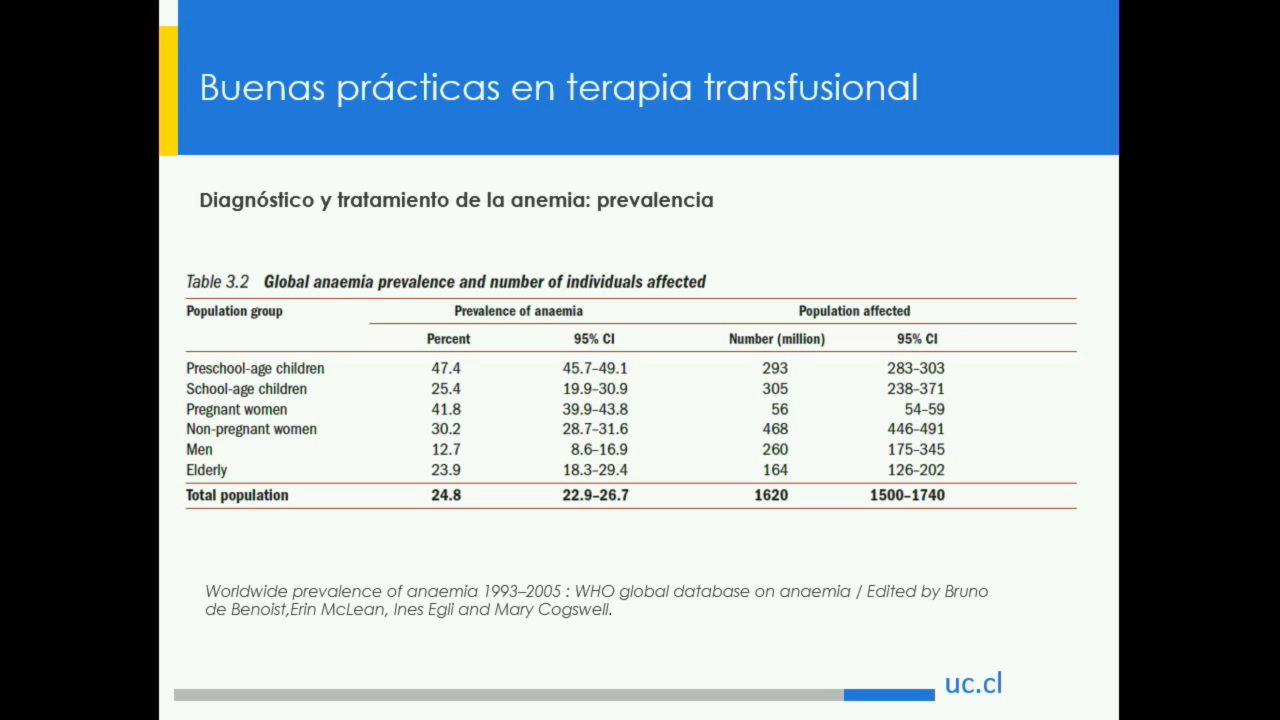 Buenas prácticas en terapia transfusional
Diagnóstico y tratamiento de la anemia: prevalencia
Table 3.2 Global anaemia prevalence and number of individuals affected
Population group Prevalence of anaemia Population affected
Percent 95% CI Number (million) 95% CI
Preschool-age children 47.4 45.7–49.1 293 283–303
School-age children 25.4 19.9–30.9 305 238–371
Pregnant women 41.8 39.9–43.8 56 54–59
Non-pregnant women 30.2 28.7–31.6 468 446–491
Men 12.7 8.6–16.9 260 175–345
Elderly 23.9 18.3–29.4 164 126–202
Total population 24.8 22.9–26.7 1620 1500–1740
Worldwide prevalence of anaemia 1993–2005 : WHO global database on anaemia / Edited by Bruno
de Benoist,Erin McLean, Ines Egli and Mary Cogswell.
uc.cl